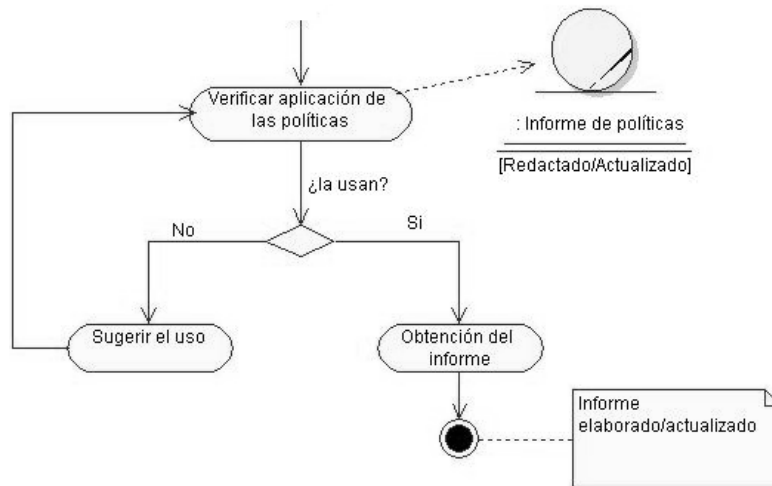 Verificar aplicación de
las políticas
: Informe de políticas
[Redactado/Actualizado]
¿la usan?
No
Si
Sugerir el uso
Obtención del
informe
Informe
elaborado/actualizado